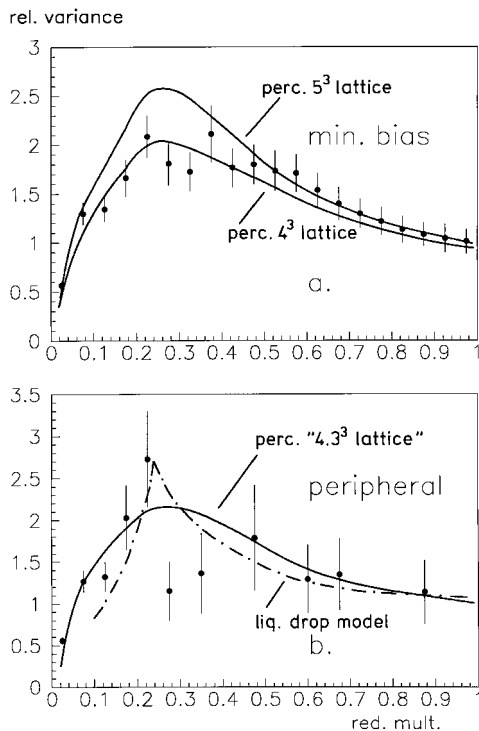 rel. variance
3
2.5
2
1.5
1
0.5
0
perc. 5³ lattice
min. bias
perc. 4³ lattice
a.
0 0.1 0.2 0.3 0.4 0.5 0.6 0.7 0.8 0.9 1
3.5
3
2.5
2
1.5
1
0.5
0
perc. "4.3³ lattice"
peripheral
liq. drop model
b.
0 0.1 0.2 0.3 0.4 0.5 0.6 0.7 0.8 0.9 1
red. mult.